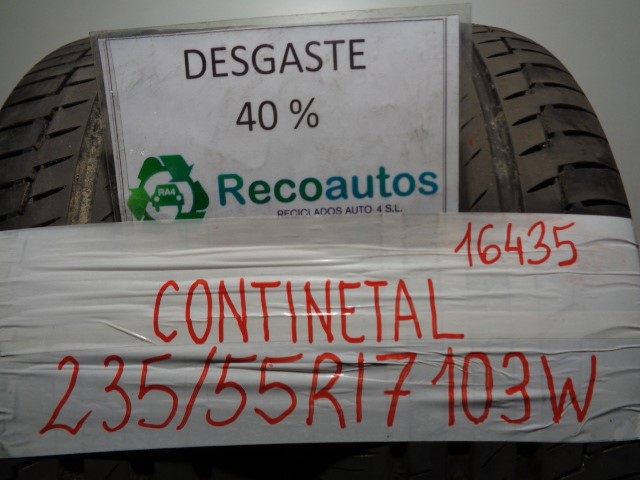 DESGASTE
40 %
RA4
Recoautos
RECICLADOS AUTO 4 S.L.
16435
CONTINETAL
235/55R17 103W